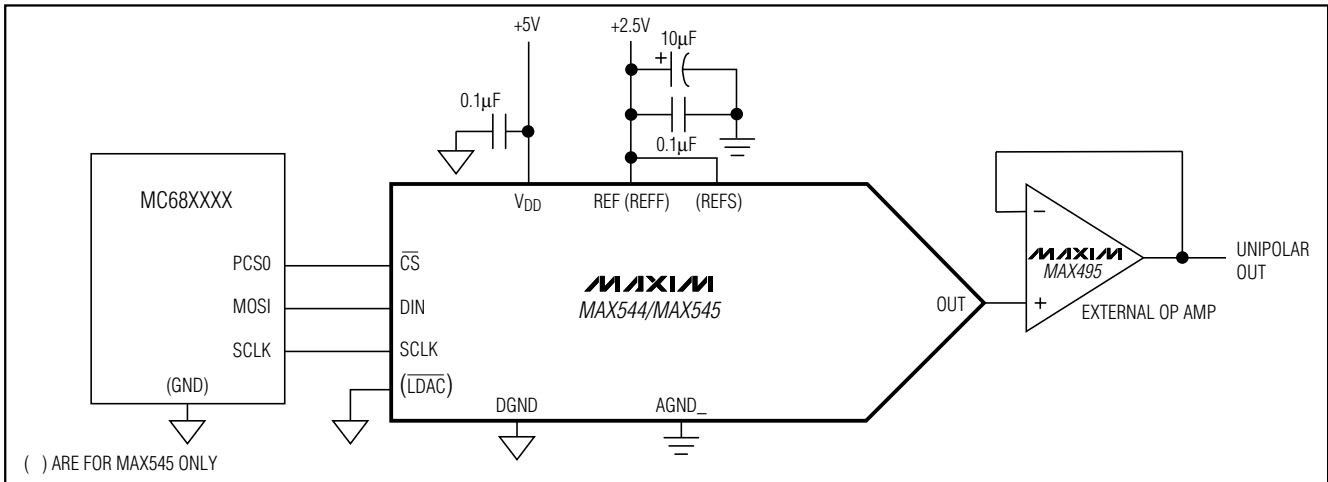 +5V
+2.5V
10µF
+
0.1µF
0.1µF
MC68XXXX
VDD
REF (REFF)
(REFS)
PCS0
CS
MOSI
DIN
SCLK
SCLK
(GND)
(LDAC)
MAXIM
MAX544/MAX545
OUT
DGND
AGND_
−
MAXIM
MAX495
+
UNIPOLAR
OUT
EXTERNAL OP AMP
( ) ARE FOR MAX545 ONLY